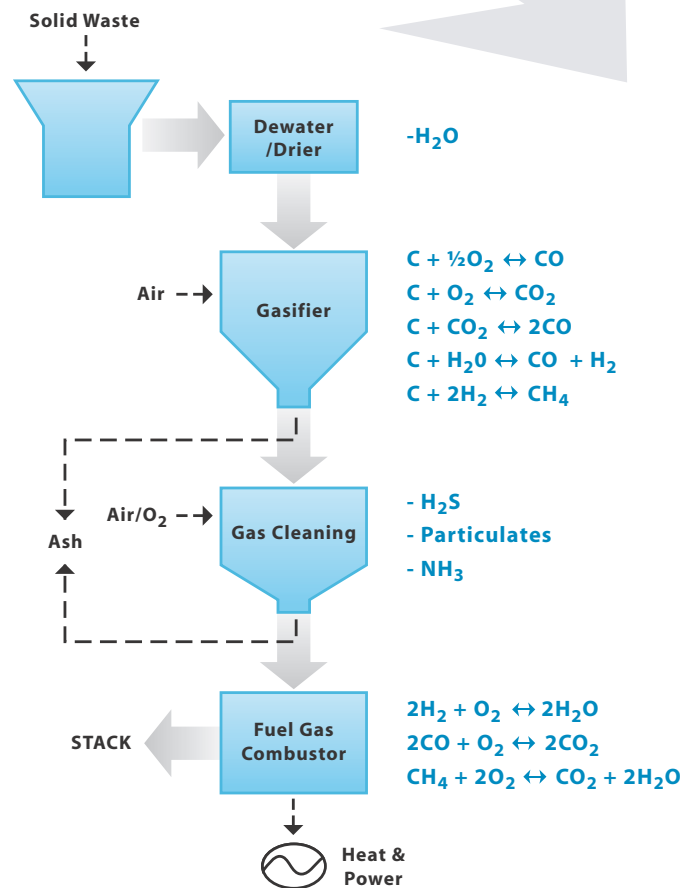 Solid Waste
Dewater
/Drier
-H₂O
Air
Gasifier
C + ½O₂ ↔ CO
C + O₂ ↔ CO₂
C + CO₂ ↔ 2CO
C + H₂0 ↔ CO + H₂
C + 2H₂ ↔ CH₄
Air/O₂
Gas Cleaning
Ash
- H₂S
- Particulates
- NH₃
STACK
Fuel Gas
Combustor
2H₂ + O₂ ↔ 2H₂O
2CO + O₂ ↔ 2CO₂
CH₄ + 2O₂ ↔ CO₂ + 2H₂O
Heat &
Power